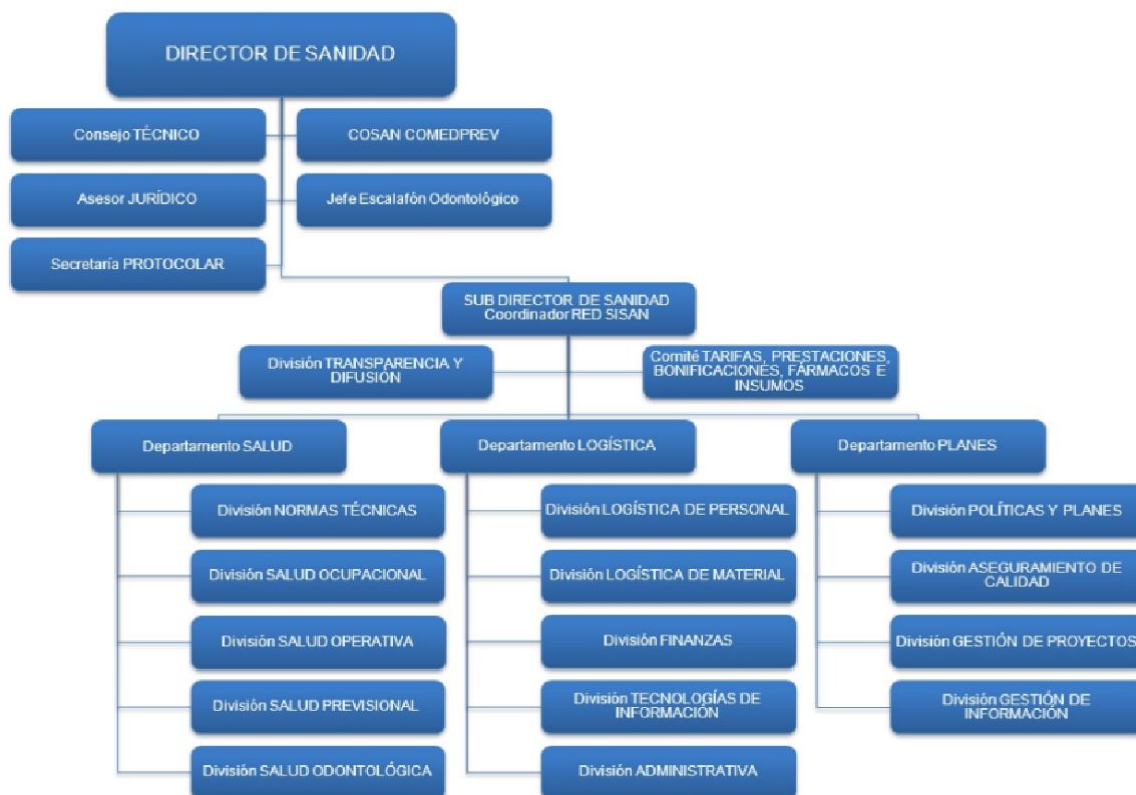 DIRECTOR DE SANIDAD
Consejo TÉCNICO
COSAN COMEDPREV
Asesor JURÍDICO
Jefe Escalafón Odontológico
Secretaría PROTOCOLAR
SUB DIRECTOR DE SANIDAD
Coordinador RED SISAN
División TRANSPARENCIA Y
DIFUSIÓN
Comité TARIFAS, PRESTACIONES,
BONIFICACIONES, FÁRMACOS E
INSUMOS
Departamento SALUD
División NORMAS TÉCNICAS
División SALUD OCUPACIONAL
División SALUD OPERATIVA
División SALUD PREVISIONAL
División SALUD ODONTOLÓGICA
Departamento LOGÍSTICA
División LOGÍSTICA DE PERSONAL
División LOGÍSTICA DE MATERIAL
División FINANZAS
División TECNOLOGÍAS DE
INFORMACIÓN
División ADMINISTRATIVA
Departamento PLANES
División POLÍTICAS Y PLANES
División ASEGURAMIENTO DE
CALIDAD
División GESTIÓN DE PROYECTOS
División GESTIÓN DE
INFORMACIÓN